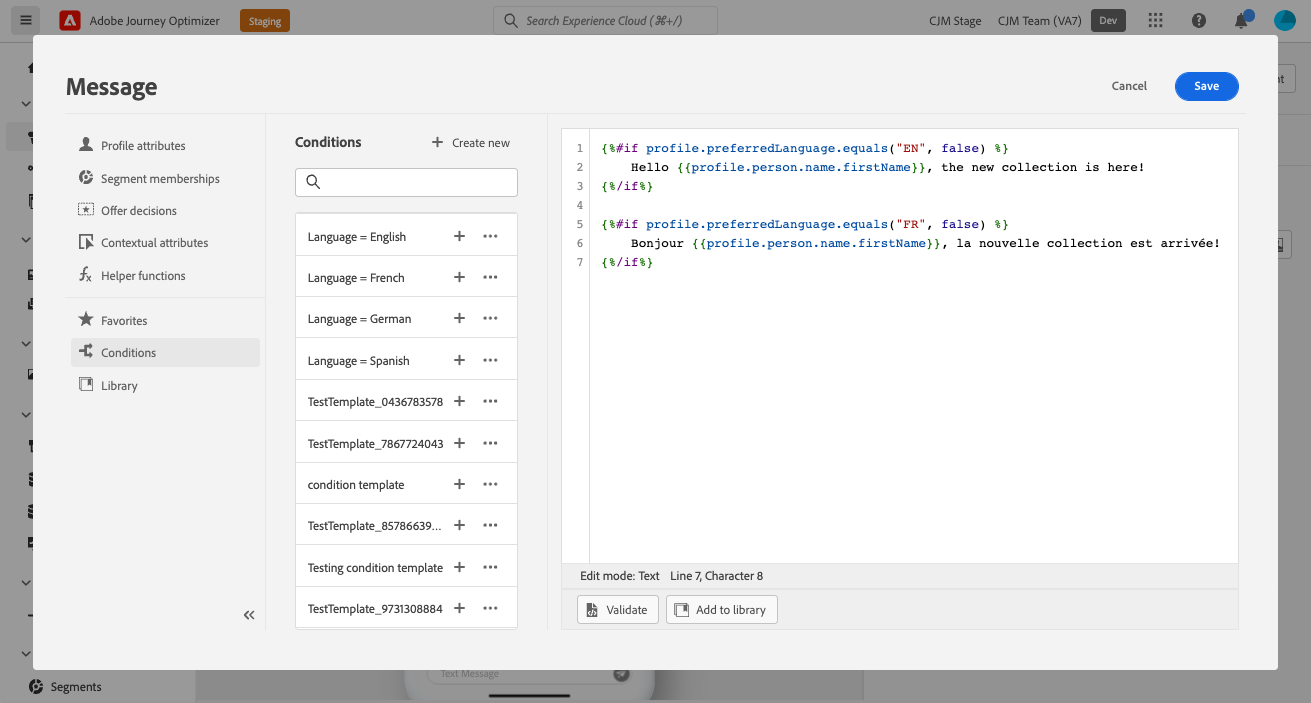 Adobe Journey Optimizer
Staging
Search Experience Cloud (⌘+/)
CJM Stage
CJM Team (VA7)
Dev
Message
Cancel
Save
Profile attributes
Segment memberships
Offer decisions
Contextual attributes
Helper functions
Favorites
Conditions
Library
Conditions
Create new
Language = English
Language = French
Language = German
Language = Spanish
TestTemplate_0436783578
TestTemplate_7867724043
condition template
TestTemplate_85786639...
Testing condition template
TestTemplate_9731308884
1 {%#if profile.preferredLanguage.equals("EN", false) %}
2 Hello {{profile.person.name.firstName}}, the new collection is here!
3 {%/if%}
4
5 {%#if profile.preferredLanguage.equals("FR", false) %}
6 Bonjour {{profile.person.name.firstName}}, la nouvelle collection est arrivée!
7 {%/if%}
Edit mode: Text Line 7, Character 8
Validate
Add to library
Text Message
Segments